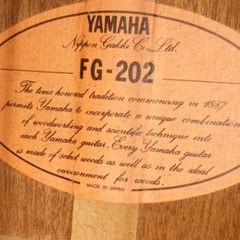 YAMAHA
Nippon Gakki Co., Ltd.
FG-202
The time honored tradition commencing in 1887
permits Yamaha to incorporate a unique combination
of woodworking and scientific technique into
each Yamaha guitar. Every Yamaha guitar
is made of select woods as well as in the ideal
environment for woods.
MADE IN JAPAN